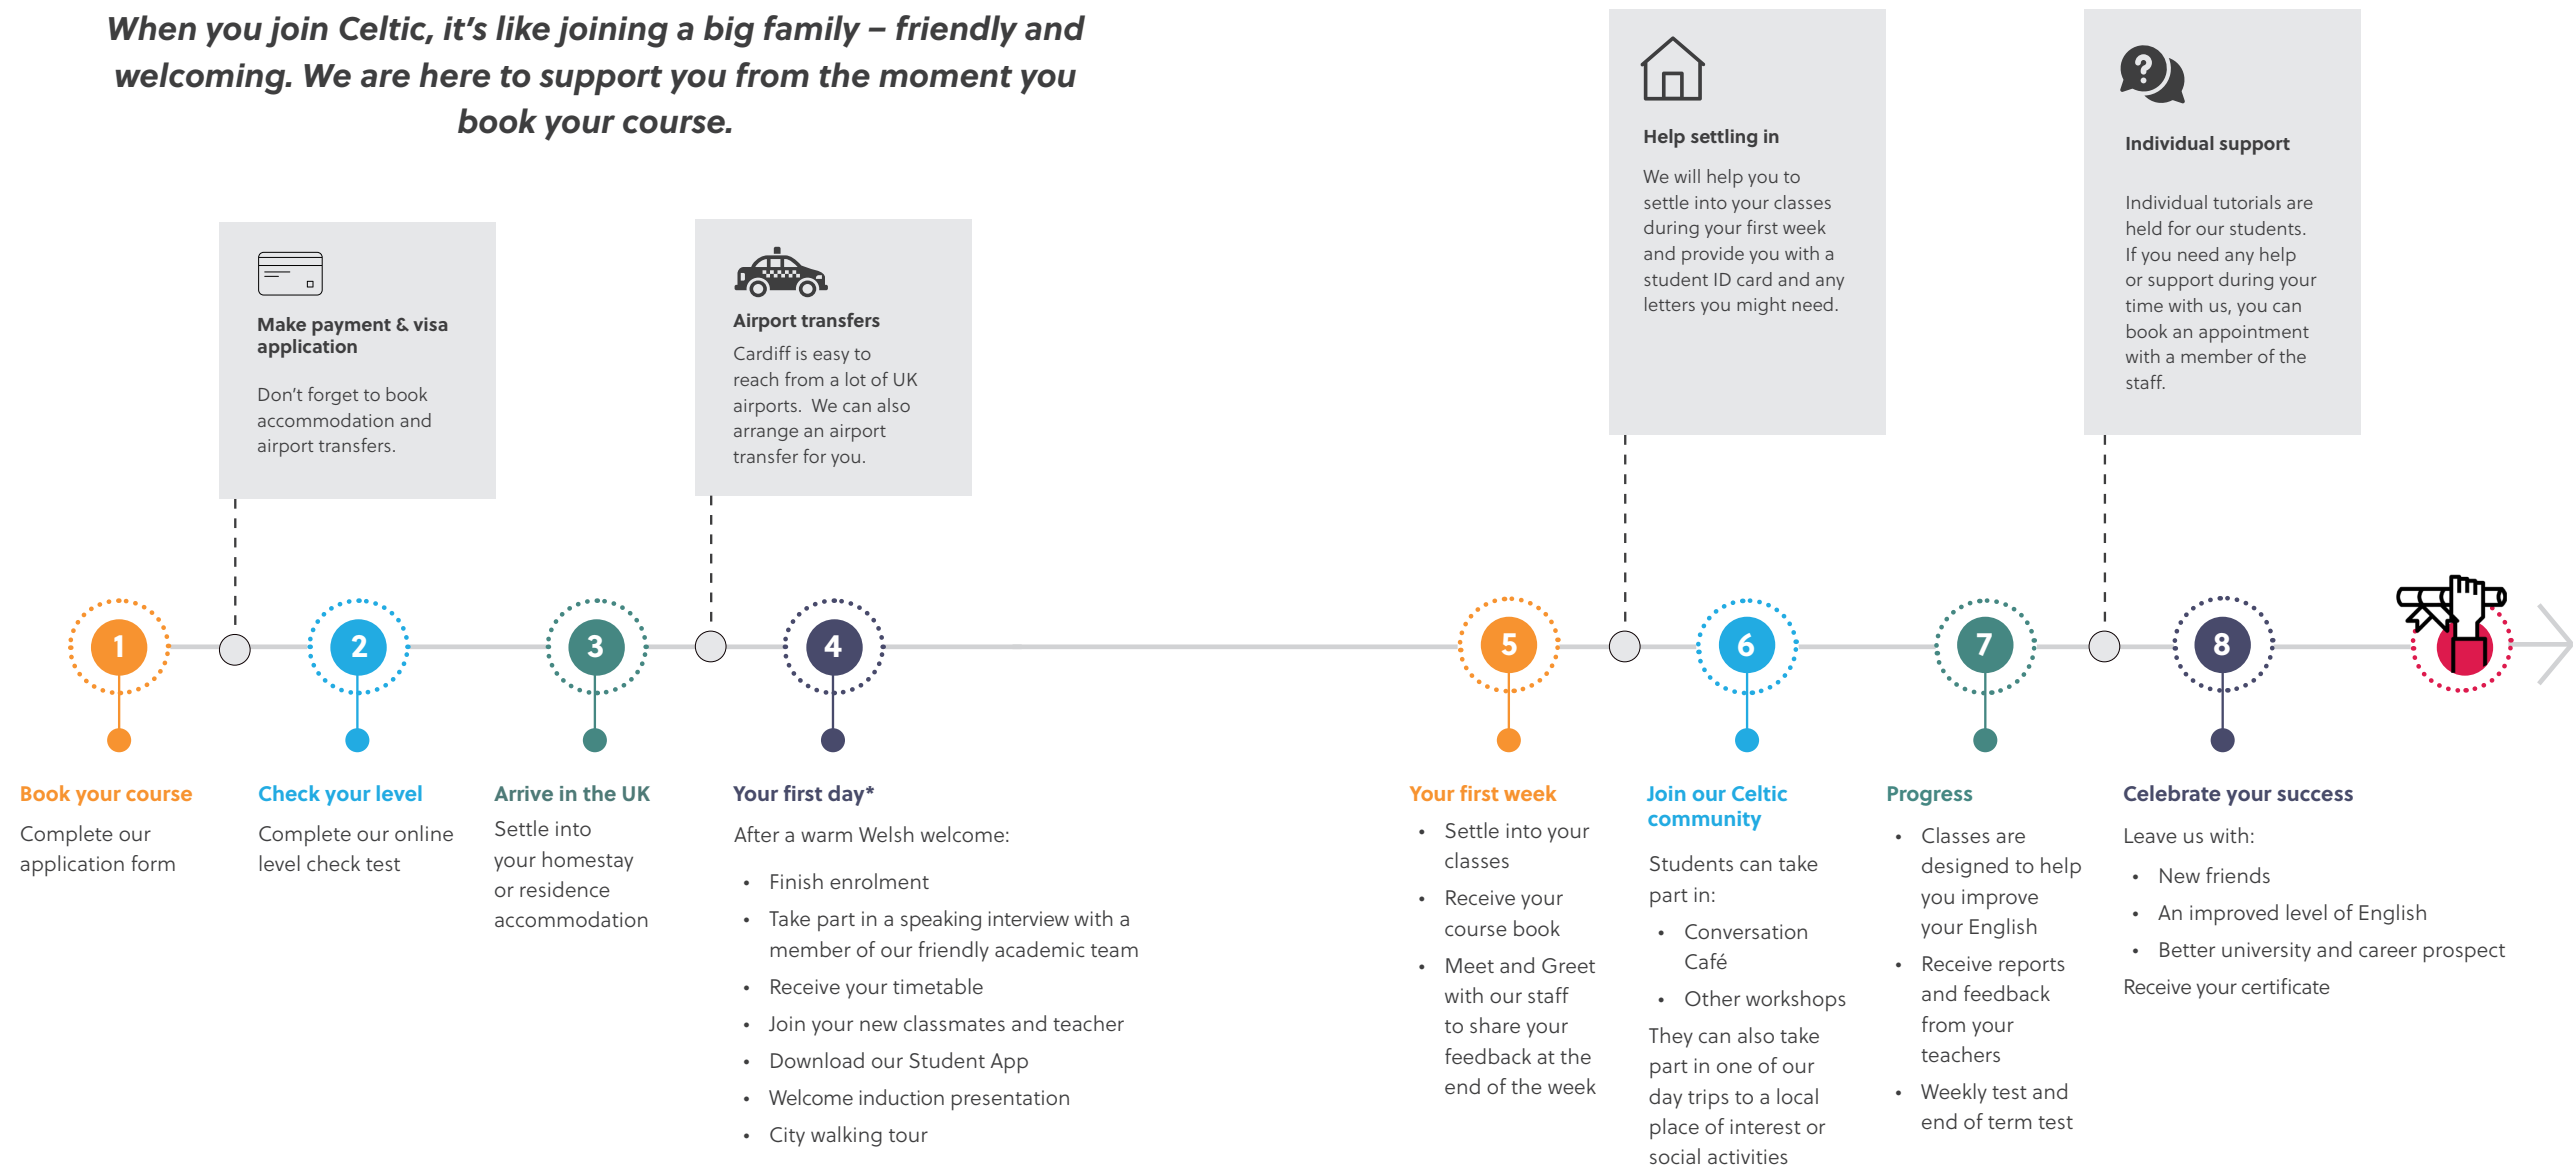 When you join Celtic, it's like joining a big family – friendly and
welcoming. We are here to support you from the moment you
book your course.
Make payment & visa
application
Don't forget to book
accommodation and
airport transfers.
Airport transfers
Cardiff is easy to
reach from a lot of UK
airports. We can also
arrange an airport
transfer for you.
Help settling in
We will help you to
settle into your classes
during your first week
and provide you with a
student ID card and any
letters you might need.
?
Individual support
Individual tutorials are
held for our students.
If you need any help
or support during your
time with us, you can
book an appointment
with a member of the
staff.
1
2
3
4
5
6
7
8
Book your course
Complete our
application form
Check your level
Complete our online
level check test
Arrive in the UK
Settle into
your homestay
or residence
accommodation
Your first day*
After a warm Welsh welcome:
• Finish enrolment
• Take part in a speaking interview with a
member of our friendly academic team
• Receive your timetable
• Join your new classmates and teacher
• Download our Student App
• Welcome induction presentation
• City walking tour
Your first week
• Settle into your
classes
• Receive your
course book
• Meet and Greet
with our staff
to share your
feedback at the
end of the week
Join our Celtic
community
Students can take
part in:
• Conversation
Café
• Other workshops
They can also take
part in one of our
day trips to a local
place of interest or
social activities
Progress
• Classes are
designed to help
you improve
your English
• Receive reports
and feedback
from your
teachers
• Weekly test and
end of term test
Celebrate your success
Leave us with:
• New friends
• An improved level of English
• Better university and career prospect
Receive your certificate